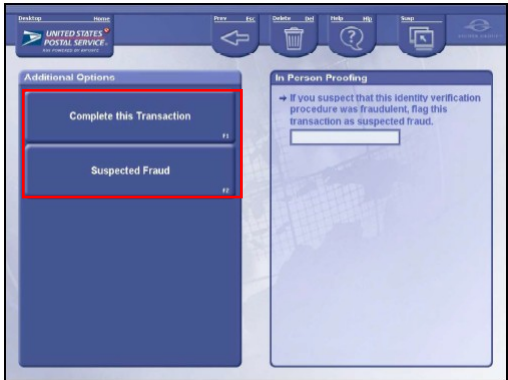 Desktop Home
Prev Esc
Delete Del
Help Hlp
Swap
UNITED STATES
POSTAL SERVICE
Additional Options
In Person Proofing
Complete this Transaction
F1
Suspected Fraud
F2
→ If you suspect that this identity verification
procedure was fraudulent, flag this
transaction as suspected fraud.